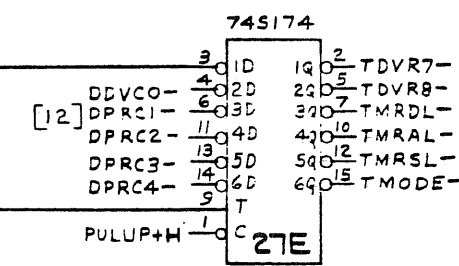 74S174
3 1D 1Q 2 TDVR7-
DDVCO- 4 2D 2Q 5 TDVR8-
[12] DPRC1- 6 3D 3Q 7 TMRDL-
DPRC2- 11 4D 4Q 10 TMRAL-
DPRC3- 13 5D 5Q 12 TMRSL-
DPRC4- 14 6D 6Q 15 TMODE-
9 T
PULUP+H 1 C 27E